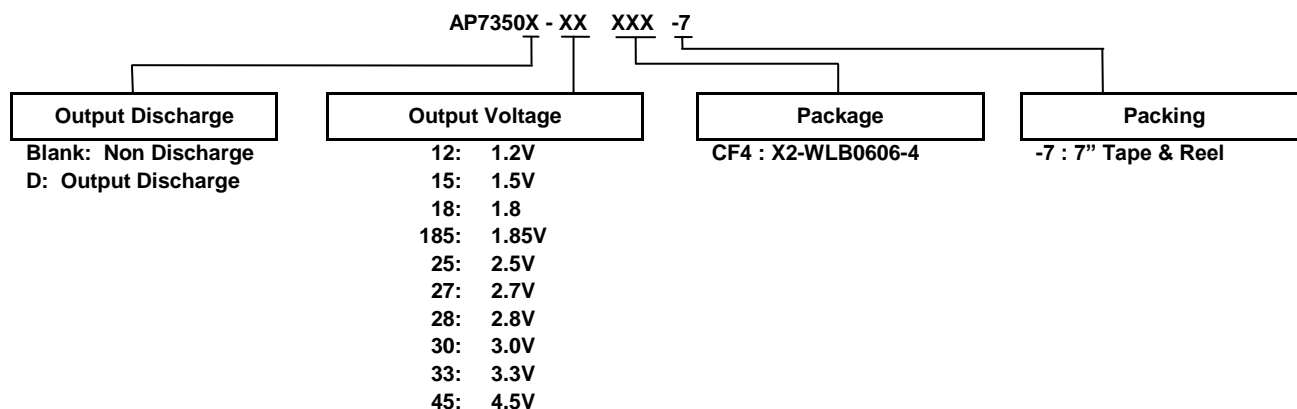 AP7350X - XX XXX -7
Output Discharge Output Voltage Package Packing
Blank: Non Discharge 12: 1.2V CF4 : X2-WLB0606-4 -7 : 7” Tape & Reel
D: Output Discharge 15: 1.5V
18: 1.8
185: 1.85V
25: 2.5V
27: 2.7V
28: 2.8V
30: 3.0V
33: 3.3V
45: 4.5V